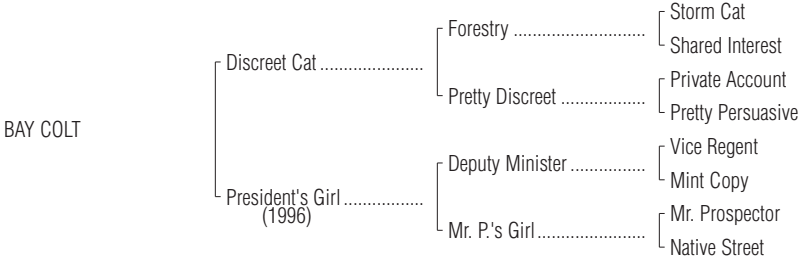 Storm Cat
Forestry ............................
Shared Interest
Discreet Cat ......................
Private Account
Pretty Discreet ..................
Pretty Persuasive
BAY COLT
Vice Regent
Deputy Minister ................
Mint Copy
President's Girl .................
(1996)
Mr. Prospector
Mr. P.'s Girl .......................
Native Street